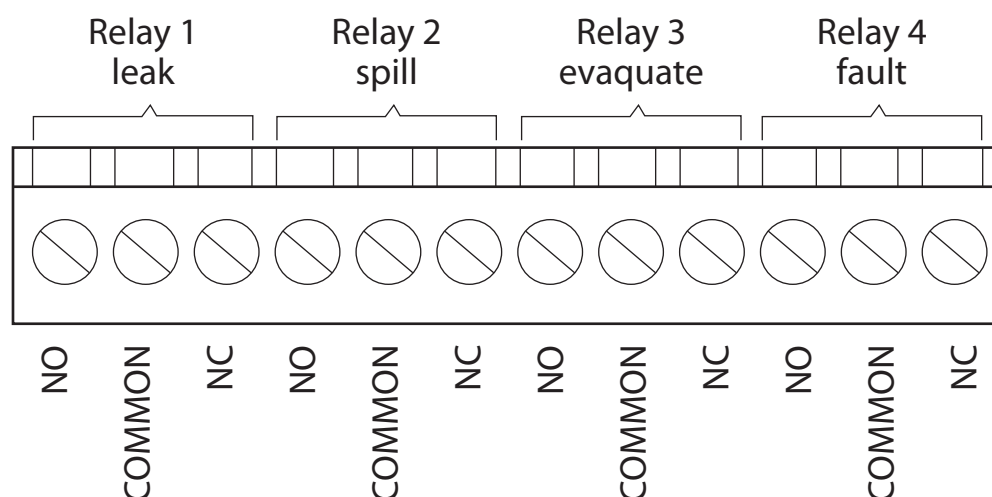 Relay 1
leak
Relay 2
spill
Relay 3
evaquate
Relay 4
fault
NO
COMMON
NC
NO
COMMON
NC
NO
COMMON
NC
NO
COMMON
NC